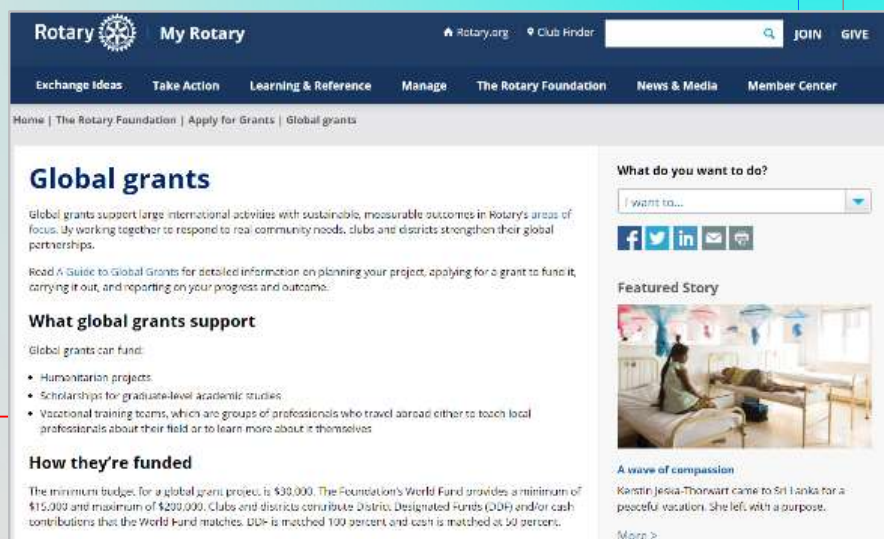 Rotary
My Rotary
Rotary.org
Club Finder
JOIN
GIVE
Exchange Ideas
Take Action
Learning & Reference
Manage
The Rotary Foundation
News & Media
Member Center
Home | The Rotary Foundation | Apply for Grants | Global grants
Global grants
Global grants support large international activities with sustainable, measurable outcomes in Rotary's areas of
focus. By working together to respond to real community needs, clubs and districts strengthen their global
partnerships.
Read A Guide to Global Grants for detailed information on planning your project, applying for a grant to fund it,
carrying it out, and reporting on your progress and outcome.
What global grants support
Global grants can fund:
• Humanitarian projects
• Scholarships for graduate-level academic studies
• Vocational training teams, which are groups of professionals who travel abroad either to teach local
professionals about their field or to learn more about it themselves
How they're funded
The minimum budget for a global grant project is $30,000. The Foundation's World Fund provides a minimum of
$15,000 and maximum of $200,000. Clubs and districts contribute District Designated Funds (DDF) and/or cash
contributions that the World Fund matches. DDF is matched 100 percent and cash is matched at 50 percent.
What do you want to do?
I want to...
Featured Story
A wave of compassion
Kerstin Jeska-Thorwart came to Sri Lanka for a
peaceful vacation. She left with a purpose.
More >